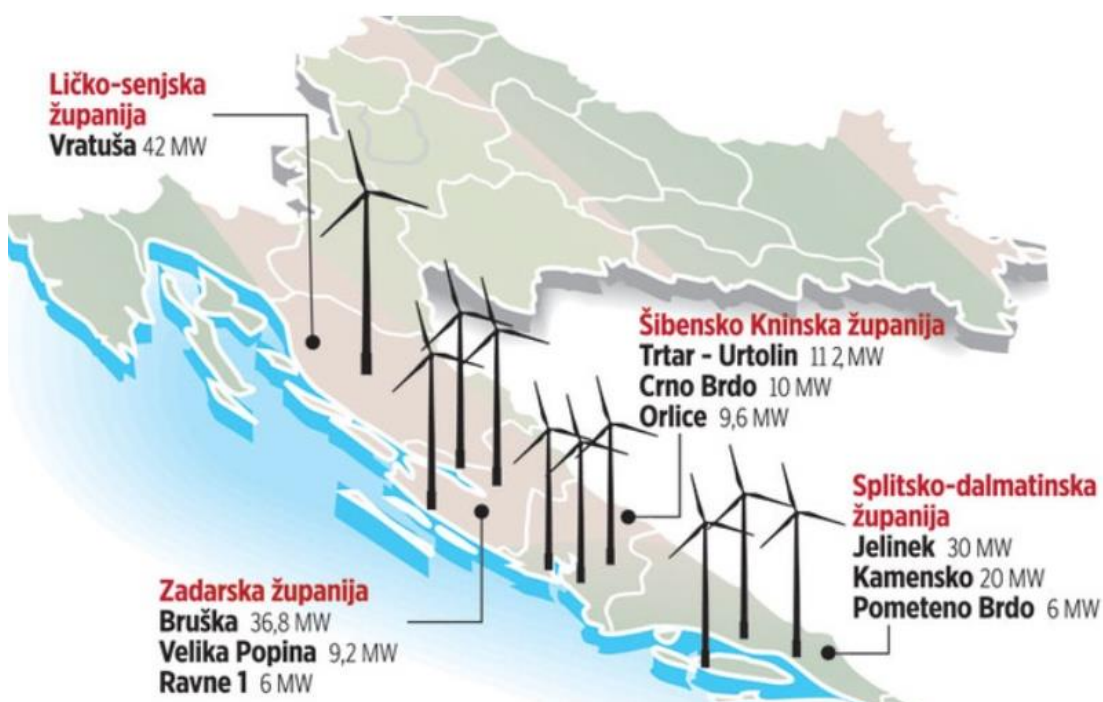 Ličko-senjska
županija
Vratuša 42 MW
Šibensko Kninska županija
Trtar - Urtolin 11 2, MW
Crno Brdo 10 MW
Orlice 9,6 MW
Splitsko-dalmatinska
županija
Jelinek 30 MW
Kamensko 20 MW
Pometeno Brdo 6 MW
Zadarska županija
Bruška 36,8 MW
Velika Popina 9,2 MW
Ravne 1 6 MW